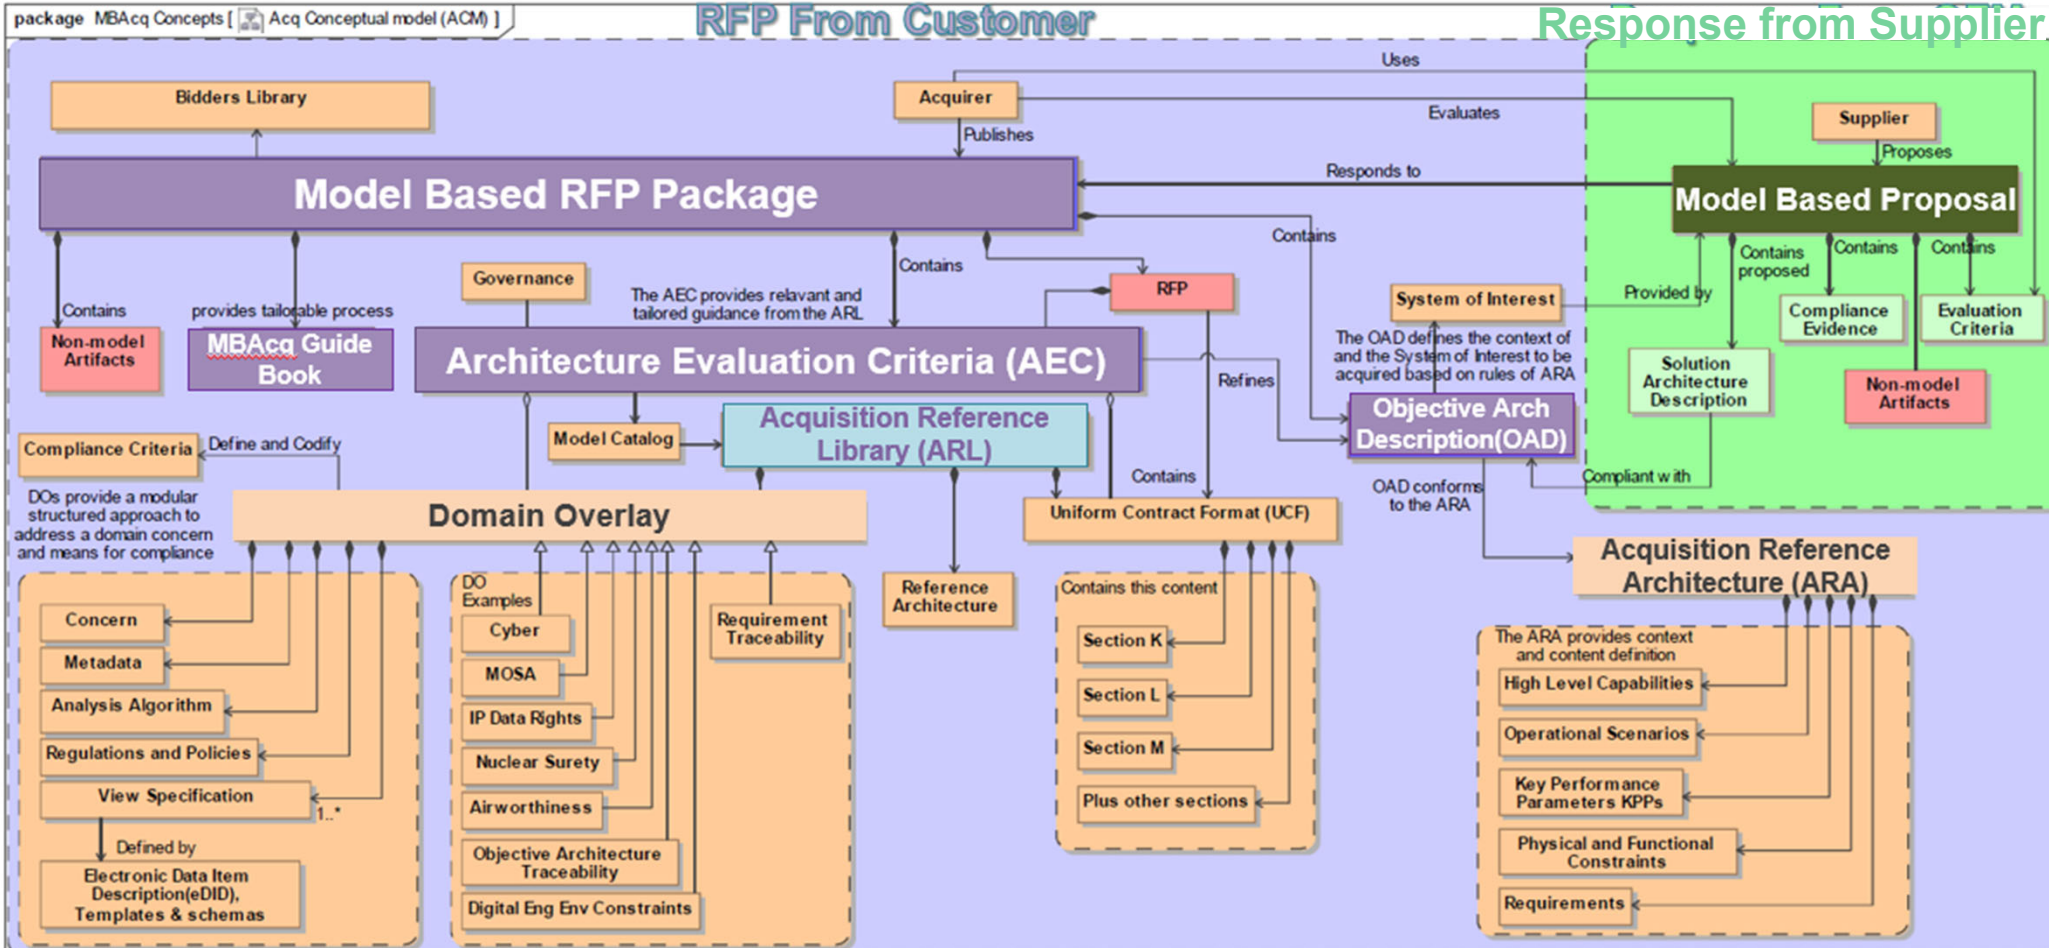 package MBAcq Concepts [ Acq Conceptual model (ACM) ]
RFP From Customer
Response from Supplier
Uses
Bidders Library
Acquirer
Evaluates
Supplier
Publishes
Proposes
Responds to
Model Based RFP Package
Model Based Proposal
Contains
Contains
Contains
Contains
proposed
Contains
Governance
Contains
RFP
The AEC provides relevant and
tailored guidance from the ARL
System of Interest
Provided by
Compliance
Evidence
Evaluation
Criteria
Contains
provides tailorable process
Non-model
Artifacts
MBAcq Guide
Book
Architecture Evaluation Criteria (AEC)
The OAD defines the context of
and the System of Interest to be
acquired based on rules of ARA
Refines
Solution
Architecture
Description
Non-model
Artifacts
Objective Arch
Description(OAD)
Acquisition Reference
Library (ARL)
Model Catalog
Compliance Criteria
Define and Codify
Contains
Compliant with
OAD conforms
to the ARA
DOs provide a modular
structured approach to
address a domain concern
and means for compliance
Domain Overlay
Uniform Contract Format (UCF)
Acquisition Reference
Architecture (ARA)
Concern
Metadata
Analysis Algorithm
Regulations and Policies
View Specification
1..*
Defined by
Electronic Data Item
Description(eDID),
Templates & schemas
DO
Examples
Cyber
MOSA
IP Data Rights
Nuclear Surety
Airworthiness
Objective Architecture
Traceability
Digital Eng Env Constraints
Requirement
Traceability
Reference
Architecture
Contains this content
Section K
Section L
Section M
Plus other sections
The ARA provides context
and content definition
High Level Capabilities
Operational Scenarios
Key Performance
Parameters KPPs
Physical and Functional
Constraints
Requirements